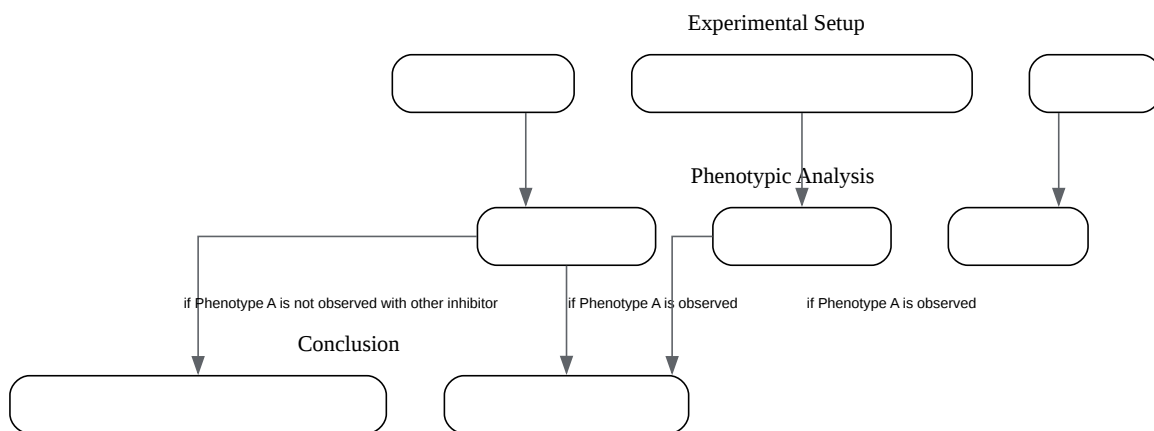 Experimental Setup
Phenotypic Analysis
if Phenotype A is not observed with other inhibitor
if Phenotype A is observed
if Phenotype A is observed
Conclusion